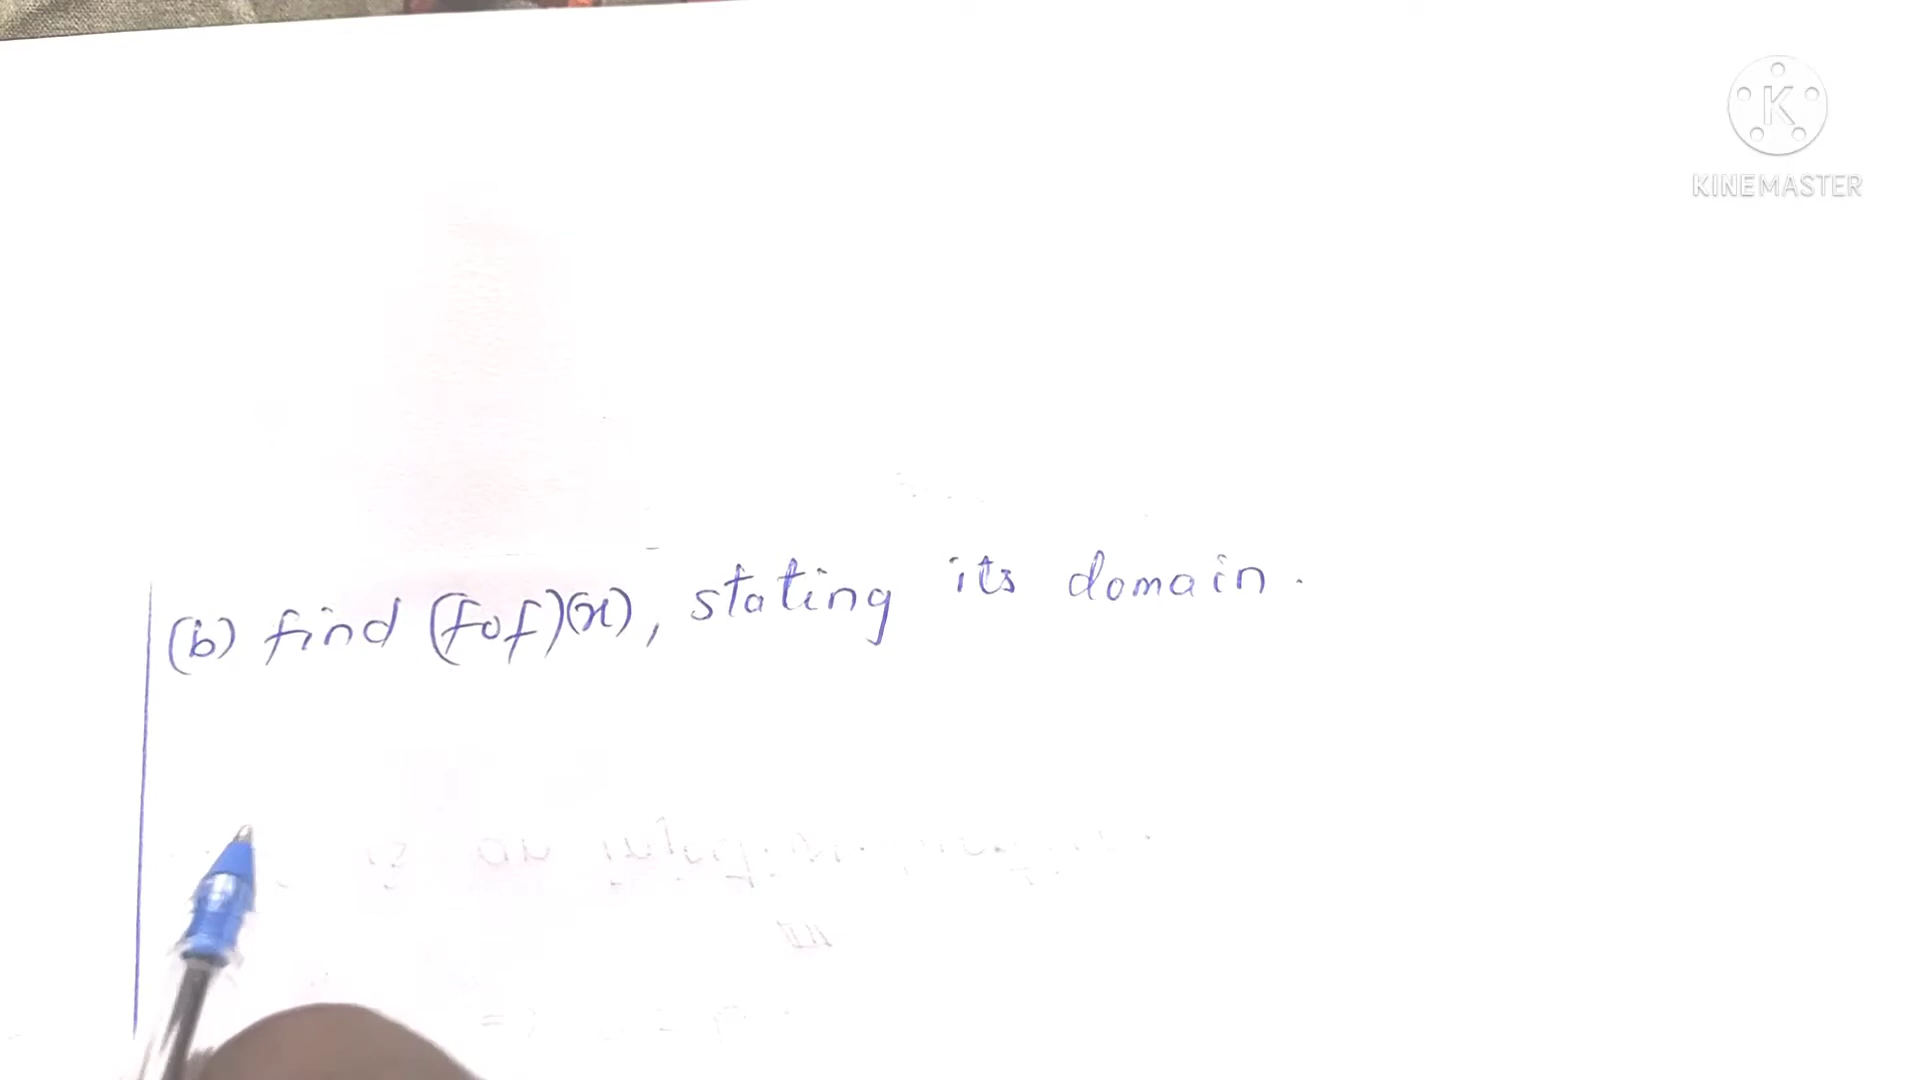 K
KINEMASTER
(b) find (fof)(x), stating its domain.